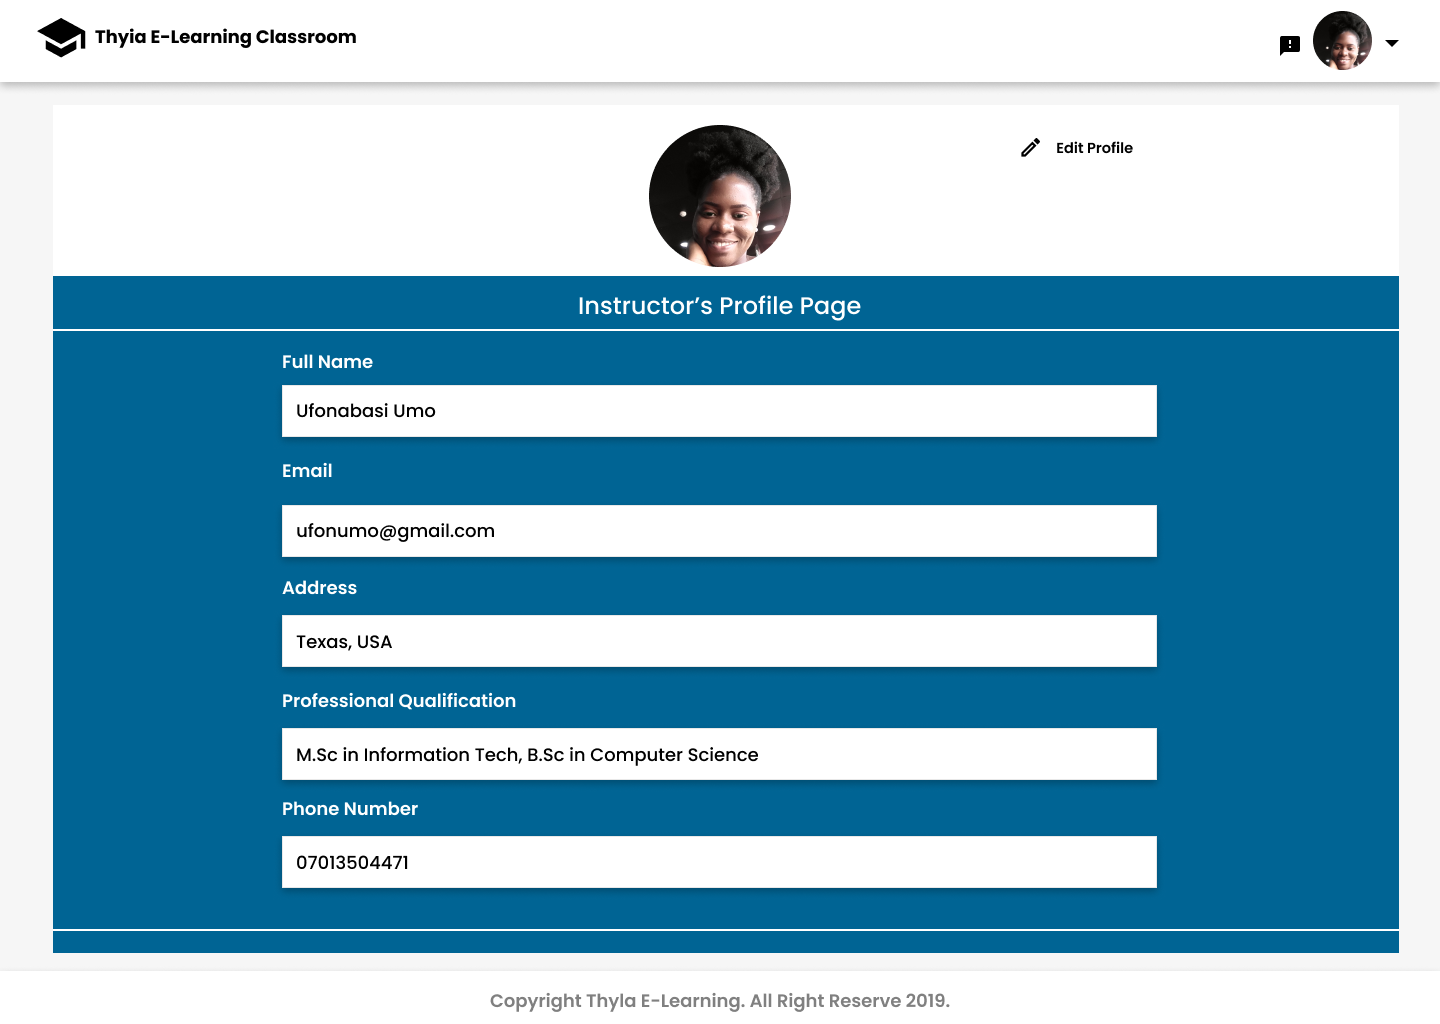 Thyia E-Learning Classroom
Edit Profile
Instructor’s Profile Page
Full Name
Ufonabasi Umo
Email
ufonumo@gmail.com
Address
Texas, USA
Professional Qualification
M.Sc in Information Tech, B.Sc in Computer Science
Phone Number
07013504471
Copyright Thyla E-Learning. All Right Reserve 2019.